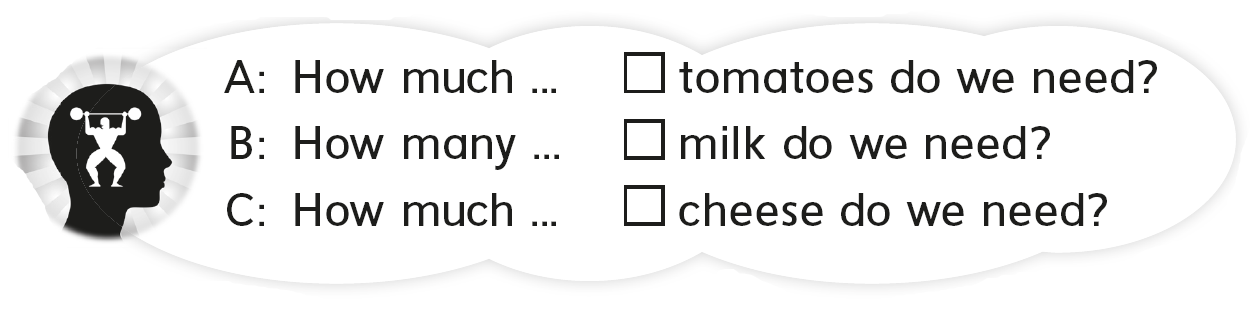 A: How much ... □ tomatoes do we need?
B: How many ... □ milk do we need?
C: How much ... □ cheese do we need?